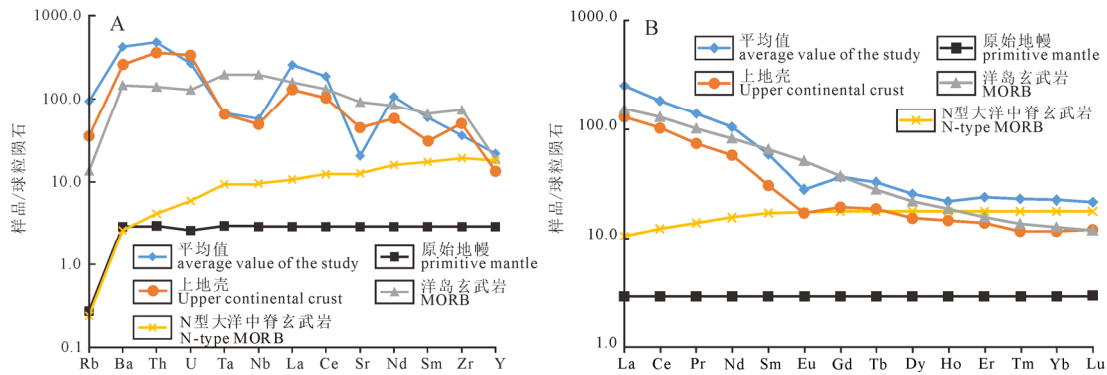 A
样品/球粒陨石
1000.0
100.0
10.0
1.0
0.1
平均值
average value of the study
原始地幔
primitive mantle
上地壳
Upper continental crust
洋岛玄武岩
MORB
N型大洋中脊玄武岩
N-type MORB
Rb Ba Th U Ta Nb La Ce Sr Nd Sm Zr Y
B
样品/球粒陨石
1000.0
100.0
10.0
1.0
平均值
average value of the study
原始地幔
primitive mantle
上地壳
Upper continental crust
洋岛玄武岩
MORB
N型大洋中脊玄武岩
N-type MORB
La Ce Pr Nd Sm Eu Gd Tb Dy Ho Er Tm Yb Lu